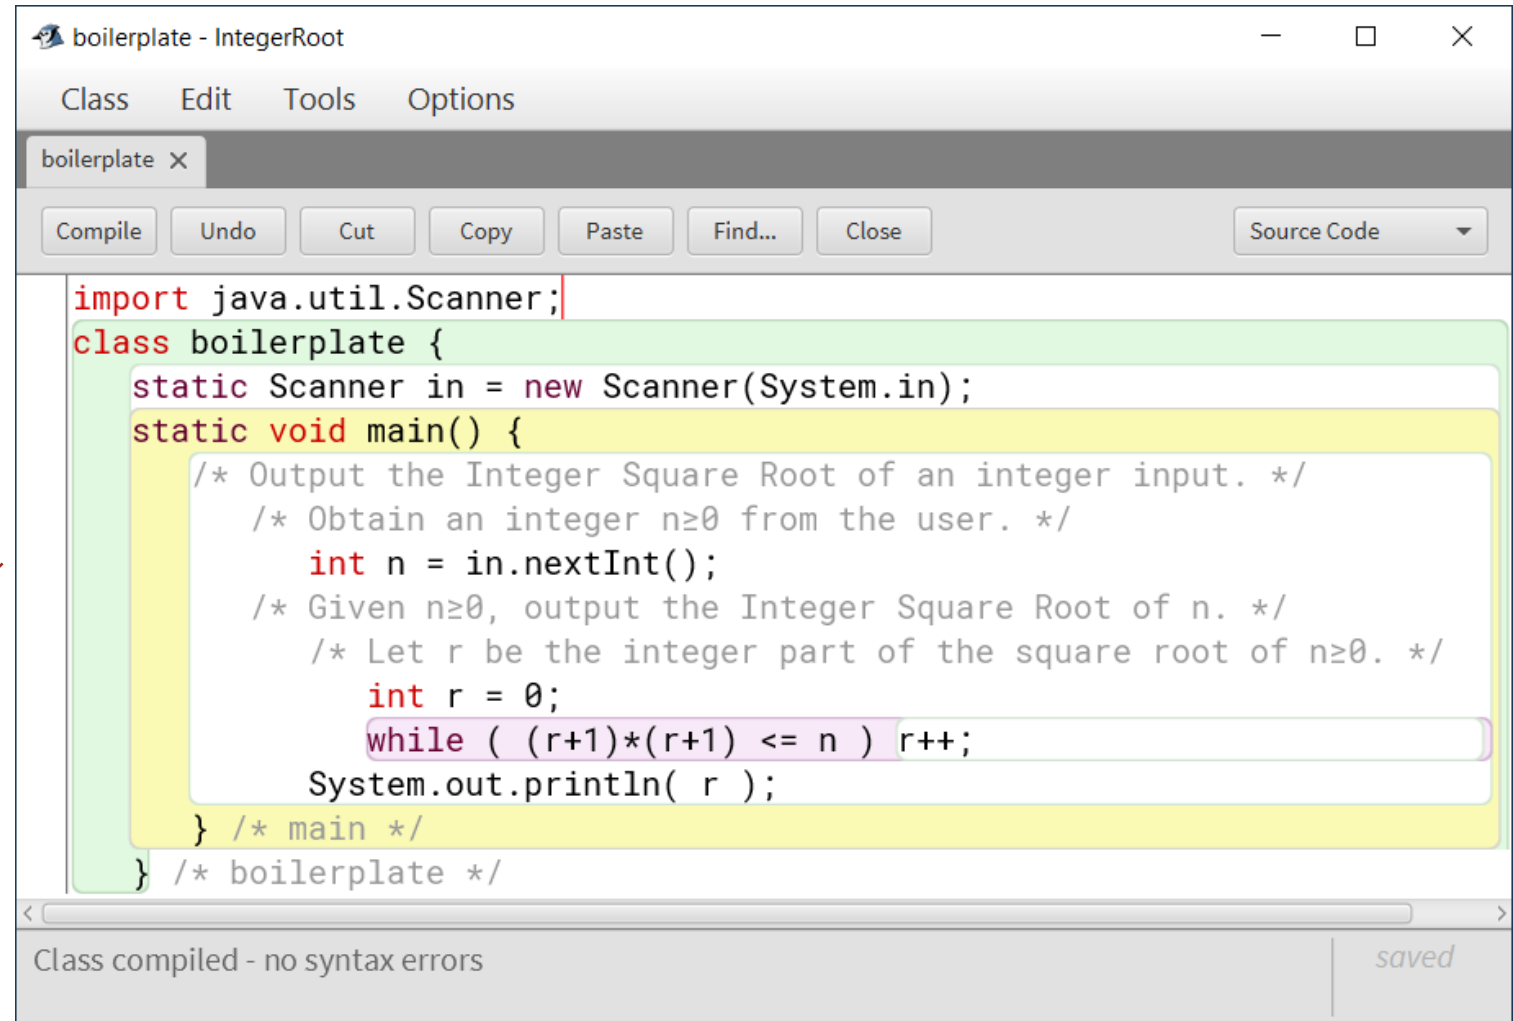 boilerplate - IntegerRoot
Class Edit Tools Options
boilerplate
Compile Undo Cut Copy Paste Find... Close Source Code
import java.util.Scanner;
class boilerplate {
static Scanner in = new Scanner(System.in);
static void main() {
/* Output the Integer Square Root of an integer input. */
/* Obtain an integer n≥0 from the user. */
int n = in.nextInt();
/* Given n≥0, output the Integer Square Root of n. */
/* Let r be the integer part of the square root of n≥0. */
int r = 0;
while ( (r+1)*(r+1) <= n ) r++;
System.out.println( r );
} /* main */
} /* boilerplate */
Class compiled - no syntax errors
saved